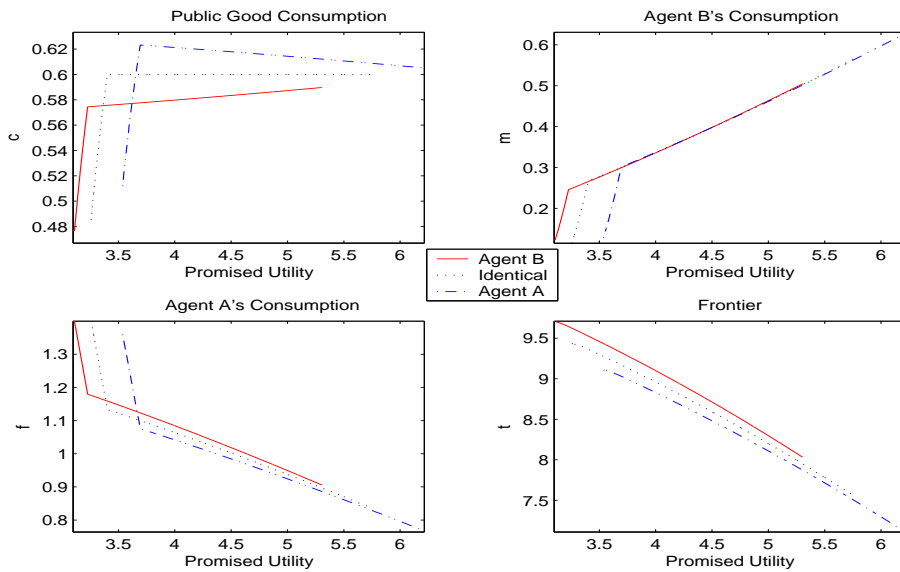 Public Good Consumption
0.62
0.6
0.58
0.56
0.54
0.52
0.5
0.48
c
3.5 4 4.5 5 5.5 6
Promised Utility
Agent B's Consumption
0.6
0.5
0.4
0.3
0.2
m
3.5 4 4.5 5 5.5 6
Promised Utility
Agent B
Identical
Agent A
Agent A's Consumption
1.3
1.2
1.1
1
0.9
0.8
f
3.5 4 4.5 5 5.5 6
Promised Utility
Frontier
9.5
9
8.5
8
7.5
t
3.5 4 4.5 5 5.5 6
Promised Utility